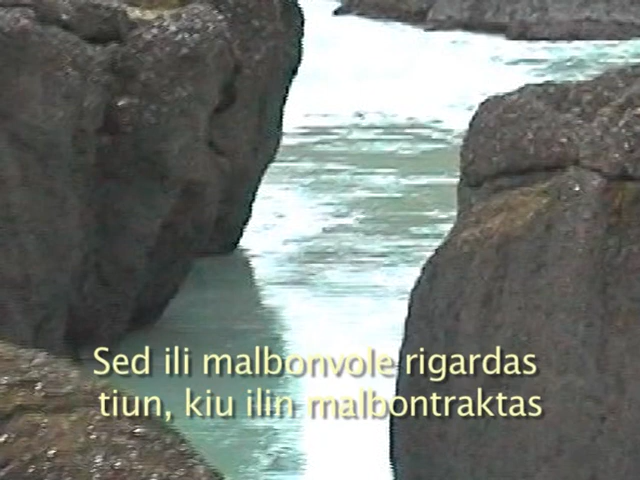 Sed ili malbonvole rigardas
tiun, kiu ilin malbontraktas